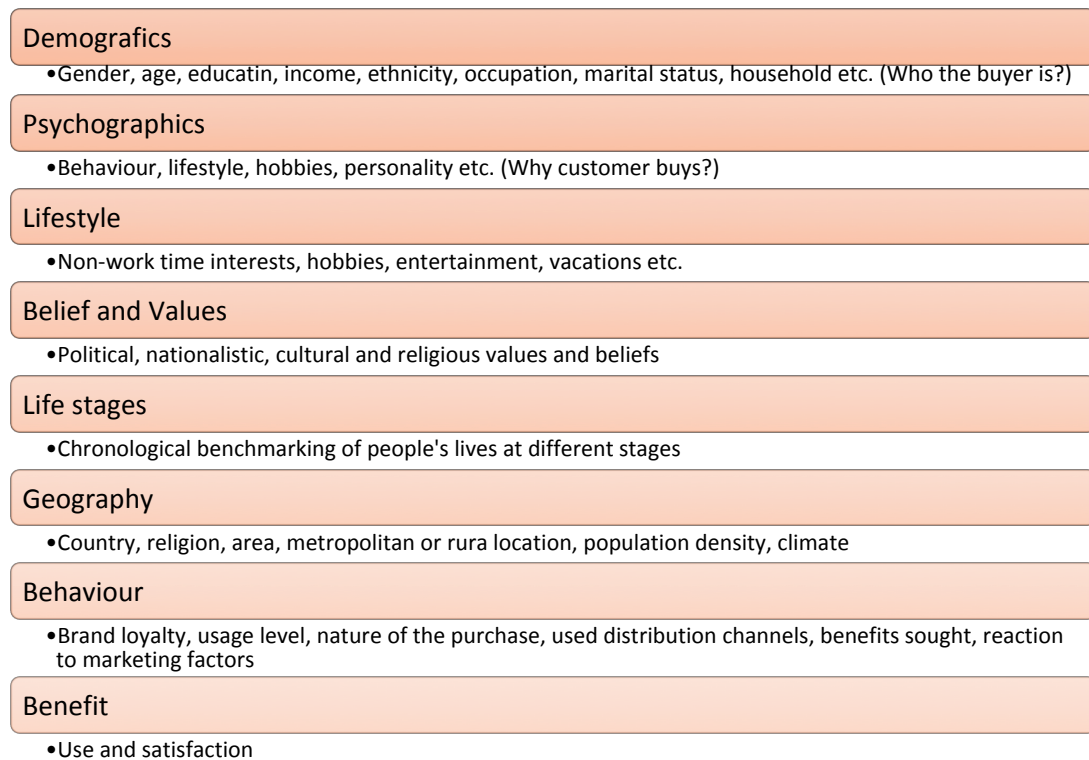 Demografics
•Gender, age, educatin, income, ethnicity, occupation, marital status, household etc. (Who the buyer is?)
Psychographics
•Behaviour, lifestyle, hobbies, personality etc. (Why customer buys?)
Lifestyle
•Non-work time interests, hobbies, entertainment, vacations etc.
Belief and Values
•Political, nationalistic, cultural and religious values and beliefs
Life stages
•Chronological benchmarking of people's lives at different stages
Geography
•Country, religion, area, metropolitan or rura location, population density, climate
Behaviour
•Brand loyalty, usage level, nature of the purchase, used distribution channels, benefits sought, reaction
to marketing factors
Benefit
•Use and satisfaction